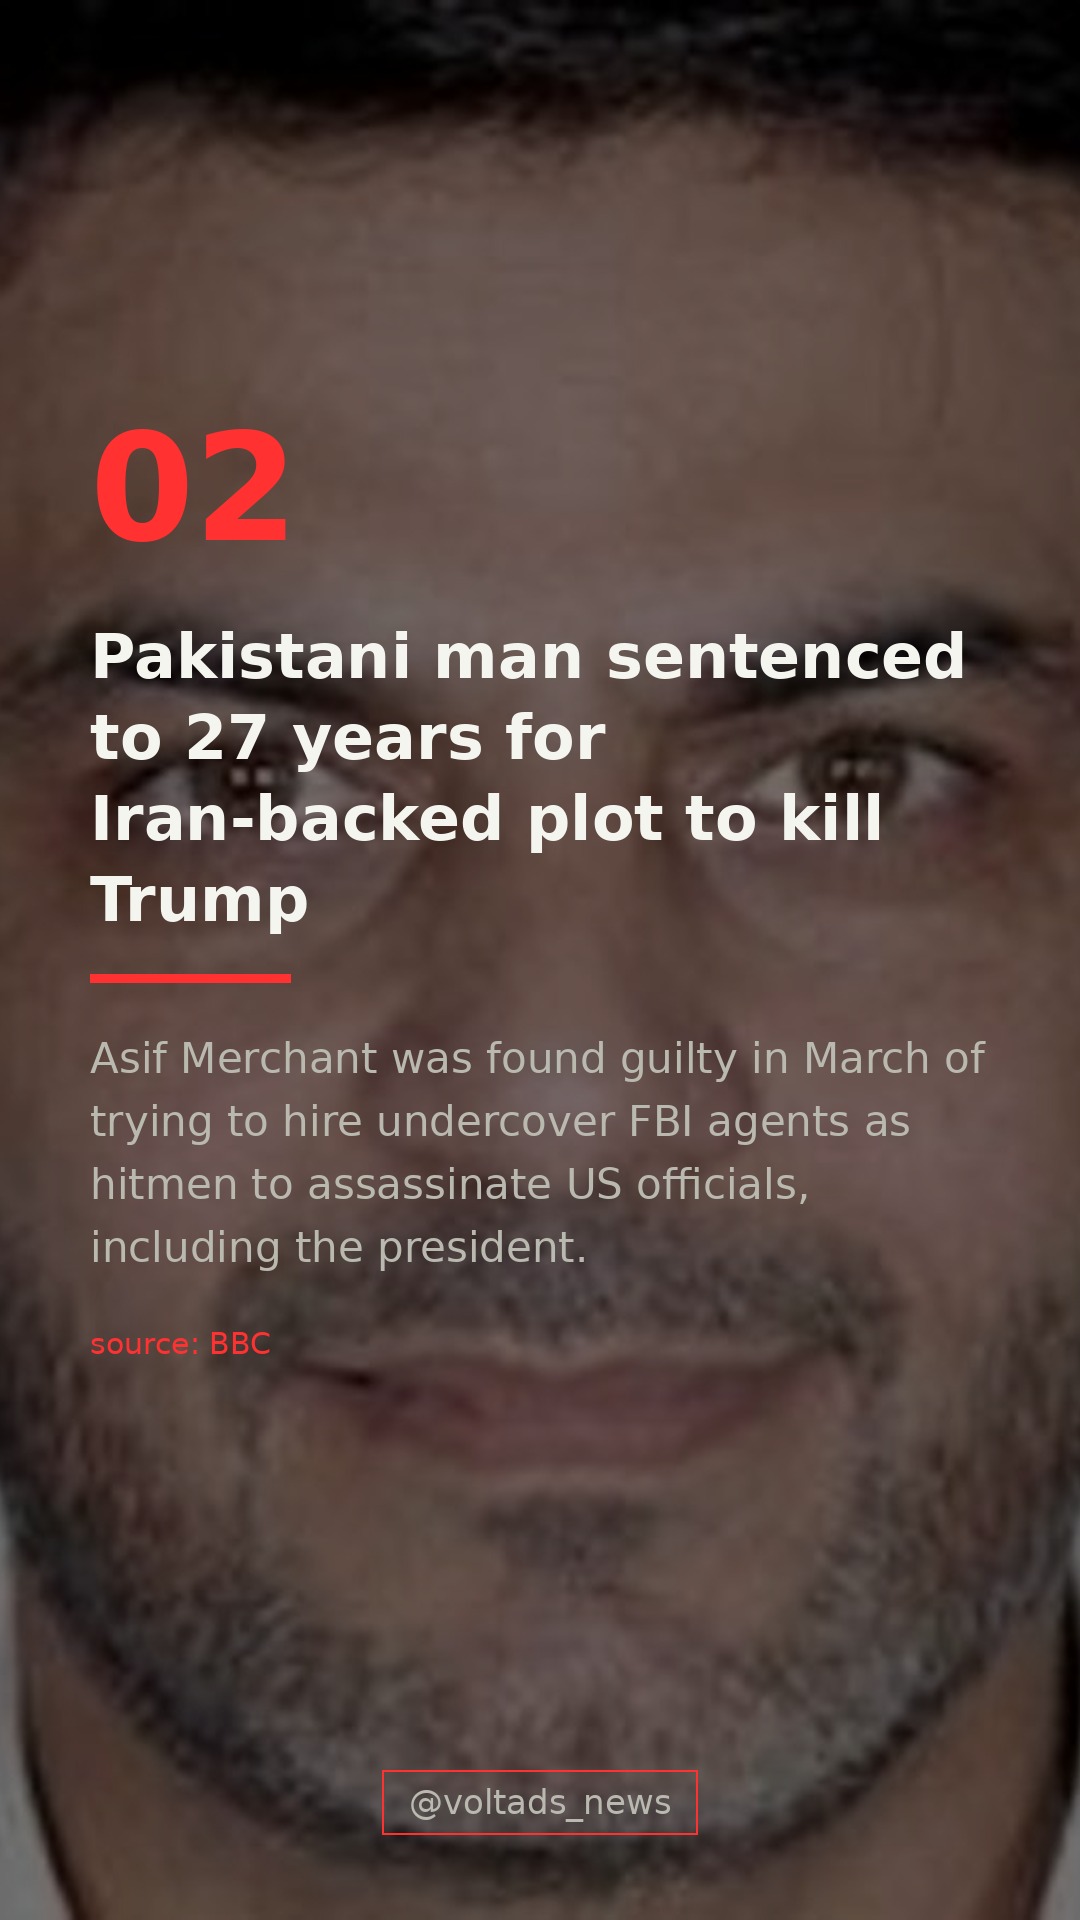 02
Pakistani man sentenced
to 27 years for
Iran-backed plot to kill
Trump
Asif Merchant was found guilty in March of
trying to hire undercover FBI agents as
hitmen to assassinate US officials,
including the president.
source: BBC
@voltads_news